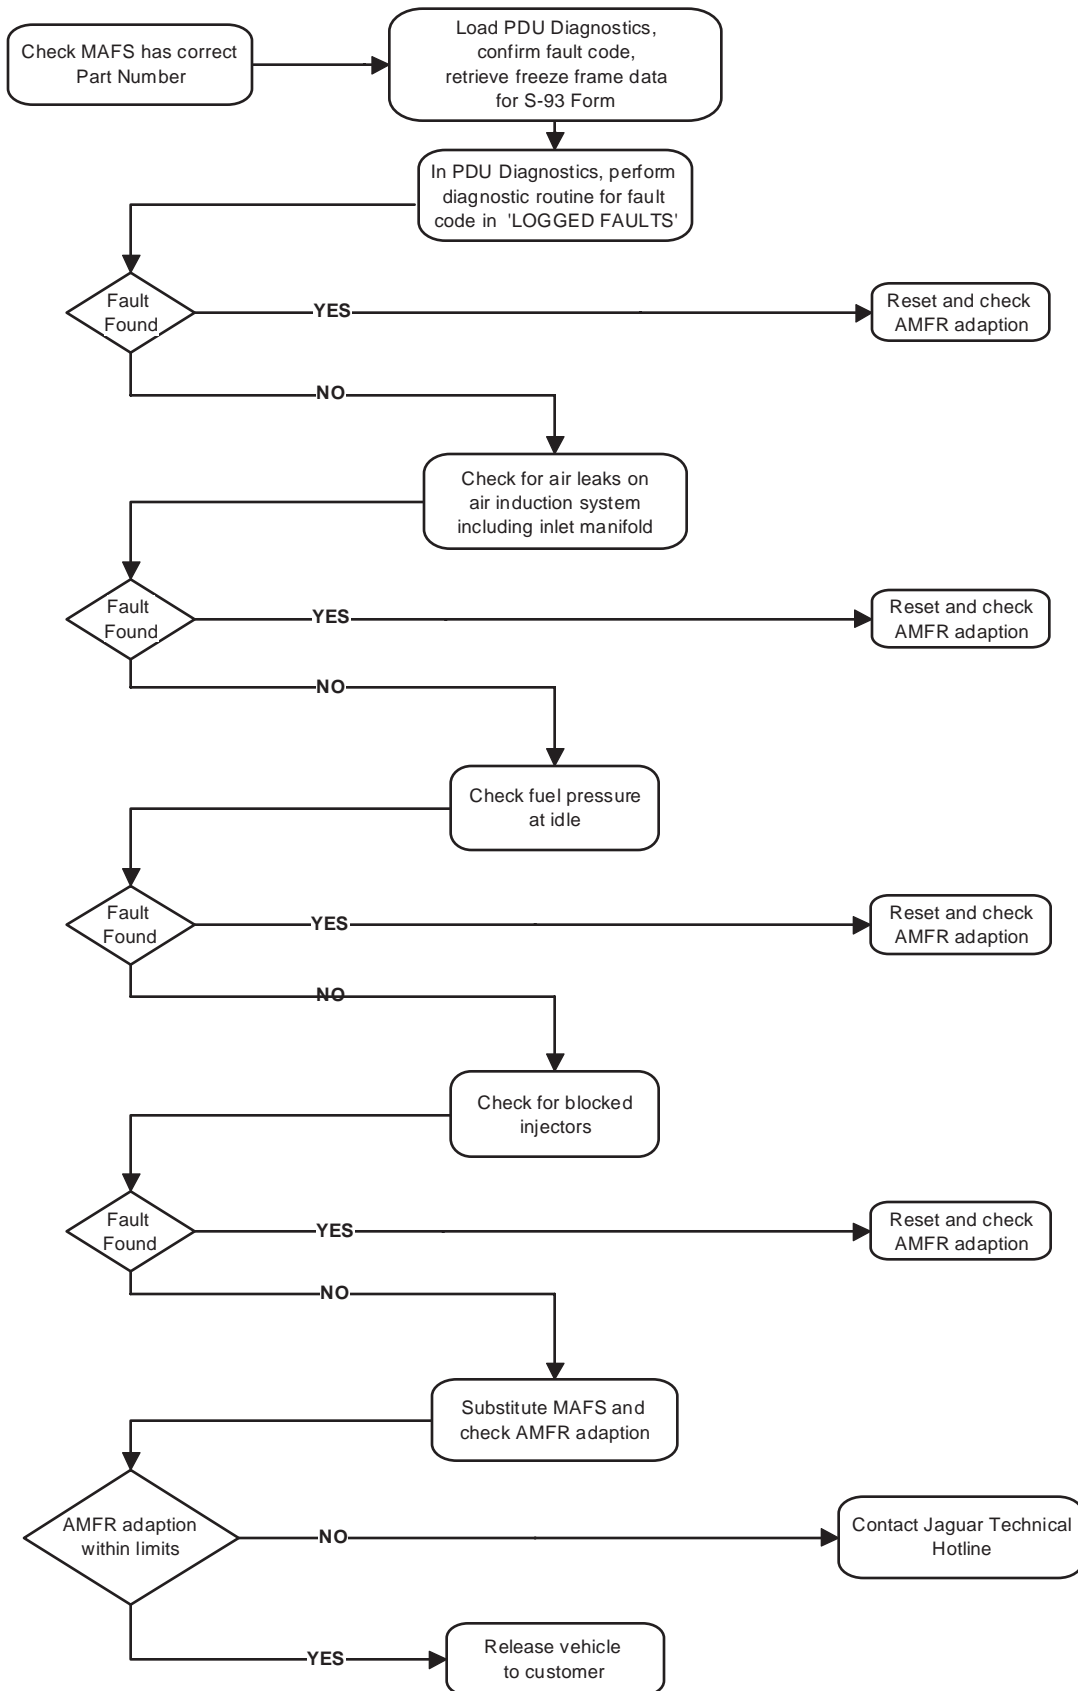 Check MAFS has correct
Part Number
Load PDU Diagnostics,
confirm fault code,
retrieve freeze frame data
for S-93 Form
In PDU Diagnostics, perform
diagnostic routine for fault
code in 'LOGGED FAULTS'
Fault
Found
YES
Reset and check
AMFR adaption
NO
Check for air leaks on
air induction system
including inlet manifold
Fault
Found
YES
Reset and check
AMFR adaption
NO
Check fuel pressure
at idle
Fault
Found
YES
Reset and check
AMFR adaption
NO
Check for blocked
injectors
Fault
Found
YES
Reset and check
AMFR adaption
NO
Substitute MAFS and
check AMFR adaption
AMFR adaption
within limits
NO
Contact Jaguar Technical
Hotline
YES
Release vehicle
to customer